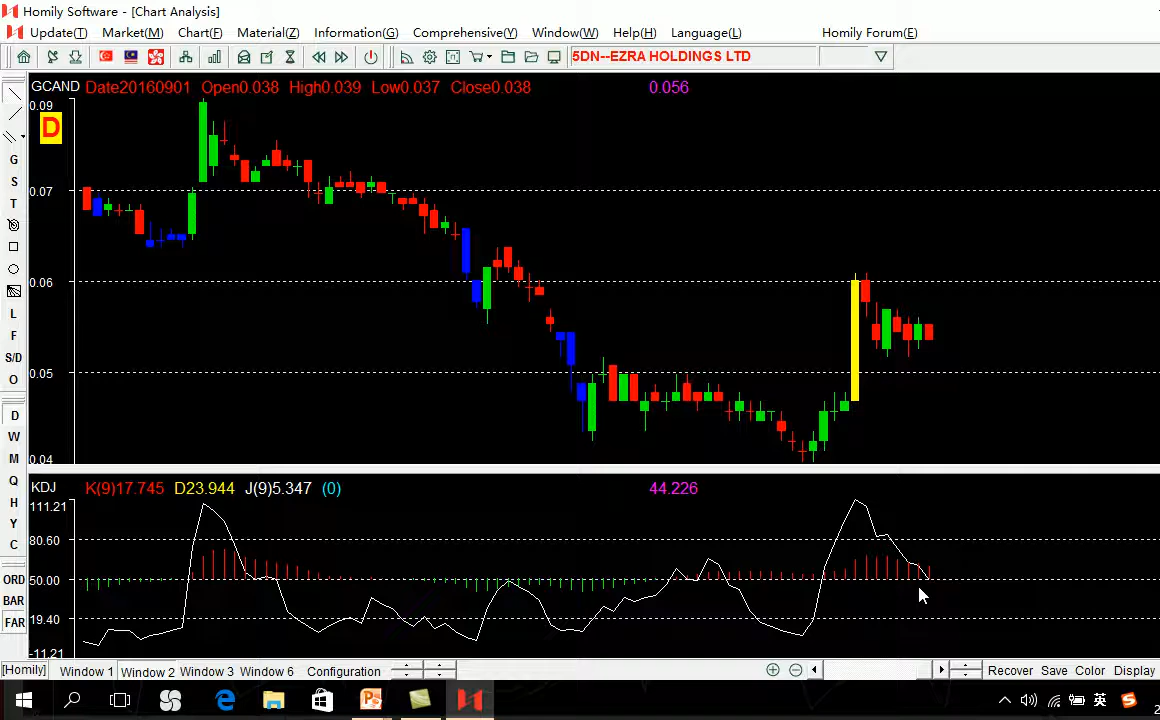 Homily Software - [Chart Analysis]
Update(T) Market(M) Chart(F) Material(Z) Information(G) Comprehensive(Y) Window(W) Help(H) Language(L) Homily Forum(E)
5DN--EZRA HOLDINGS LTD
GCAND Date20160901 Open0.038 High0.039 Low0.037 Close0.038 0.056
0.09
D
0.07
0.06
0.05
0.04
G
S
T
L
F
S/D
O
D
W
M
Q
H
Y
C
ORD
BAR
FAR
KDJ K(9)17.745 D23.944 J(9)5.347 (0) 44.226
111.21
80.60
50.00
19.40
-11.21
[Homily] Window 1 Window 2 Window 3 Window 6 Configuration Recover Save Color Display
英
2